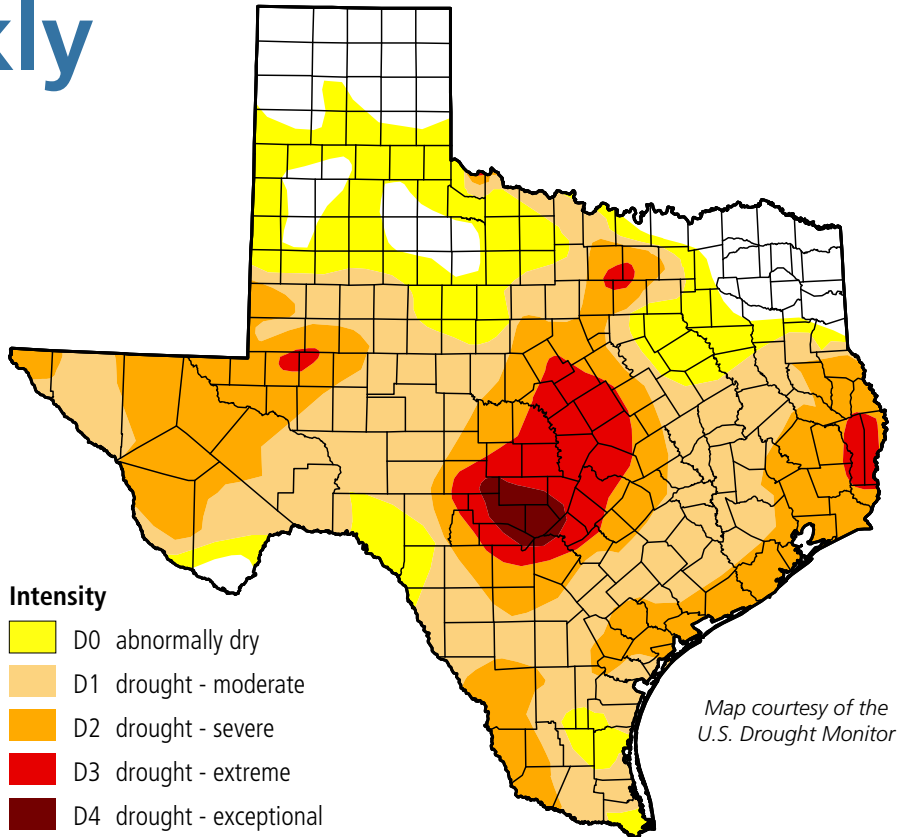 kly
Intensity
D0 abnormally dry
D1 drought - moderate
D2 drought - severe
D3 drought - extreme
D4 drought - exceptional
Map courtesy of the
U.S. Drought Monitor